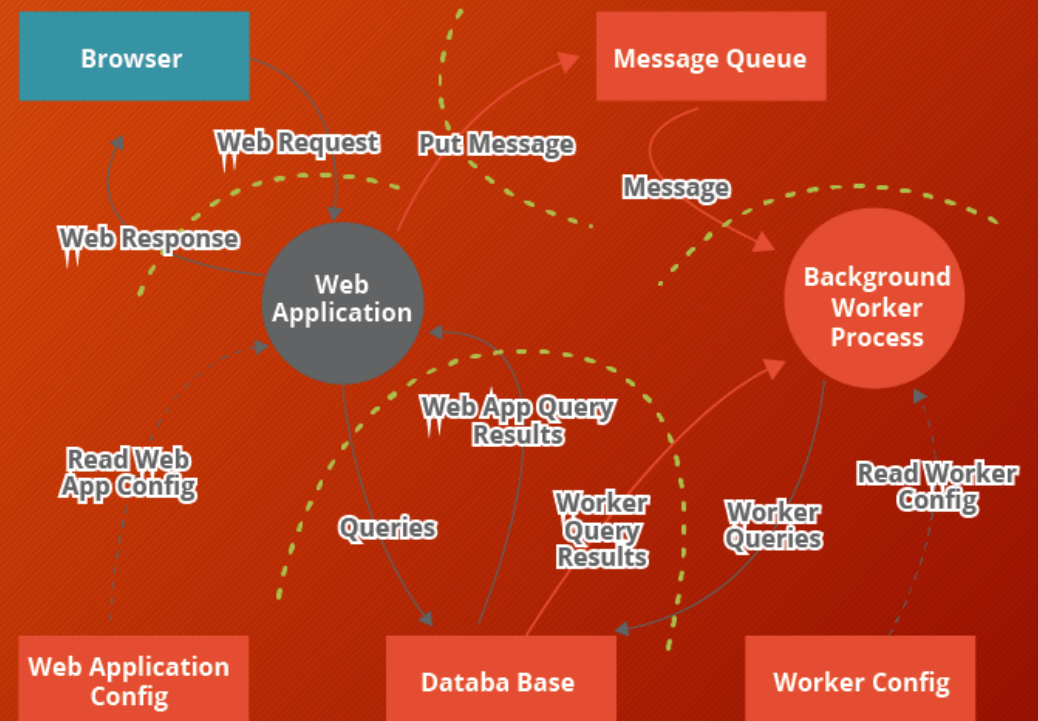 Browser
Message Queue
Web Request
Put Message
Message
Web Response
Web
Application
Background
Worker
Process
Web App Query
Results
Read Web
App Config
Queries
Worker
Query
Results
Worker
Queries
Read Worker
Config
Web Application
Config
Databa Base
Worker Config